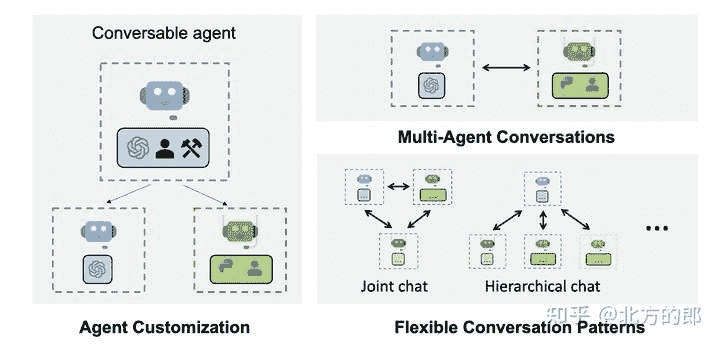 Conversable agent
Agent Customization
Multi-Agent Conversations
...
Joint chat
Hierarchical chat
Flexible Conversation Patterns
知乎 @北方的郎